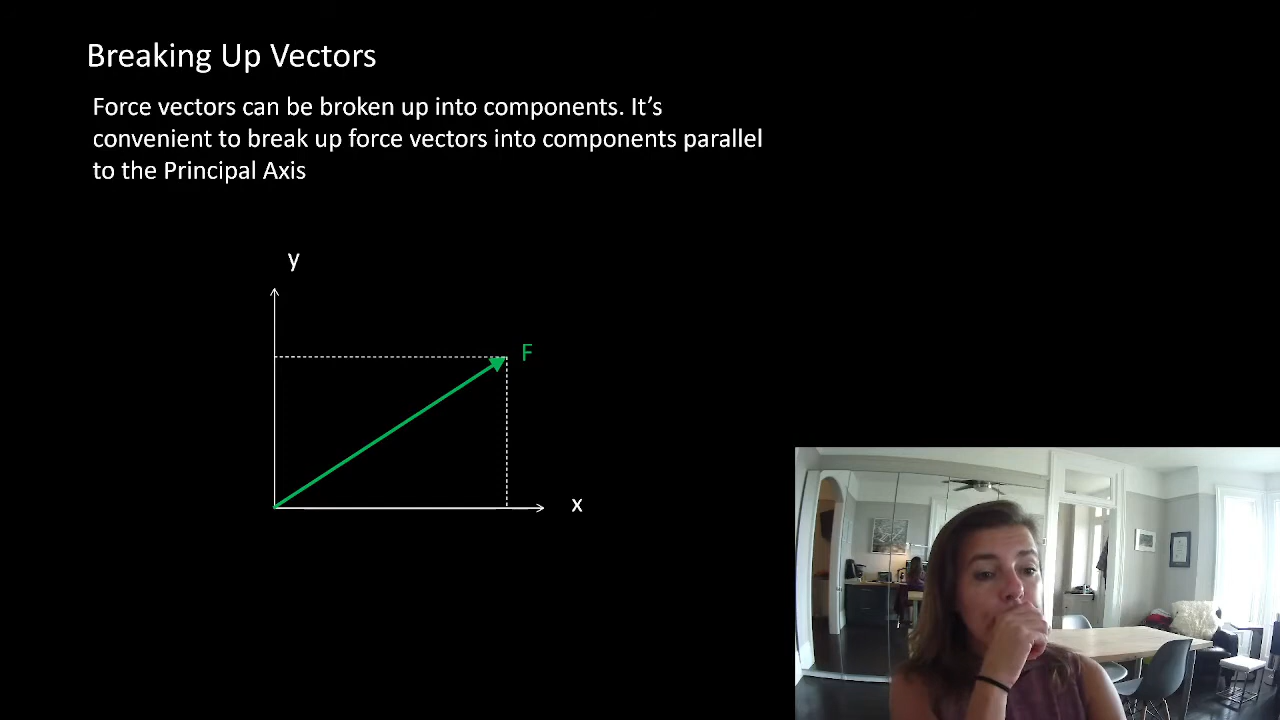 Breaking Up Vectors
Force vectors can be broken up into components. It’s
convenient to break up force vectors into components parallel
to the Principal Axis
y
F
x